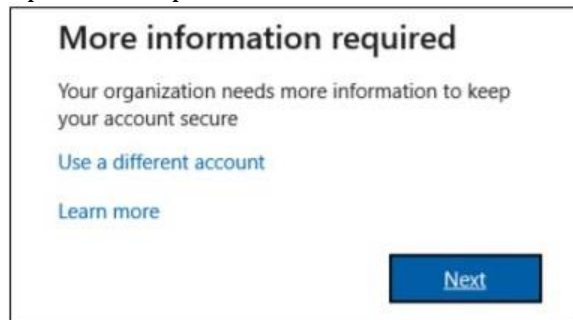 More information required
Your organization needs more information to keep
your account secure
Use a different account
Learn more
Next